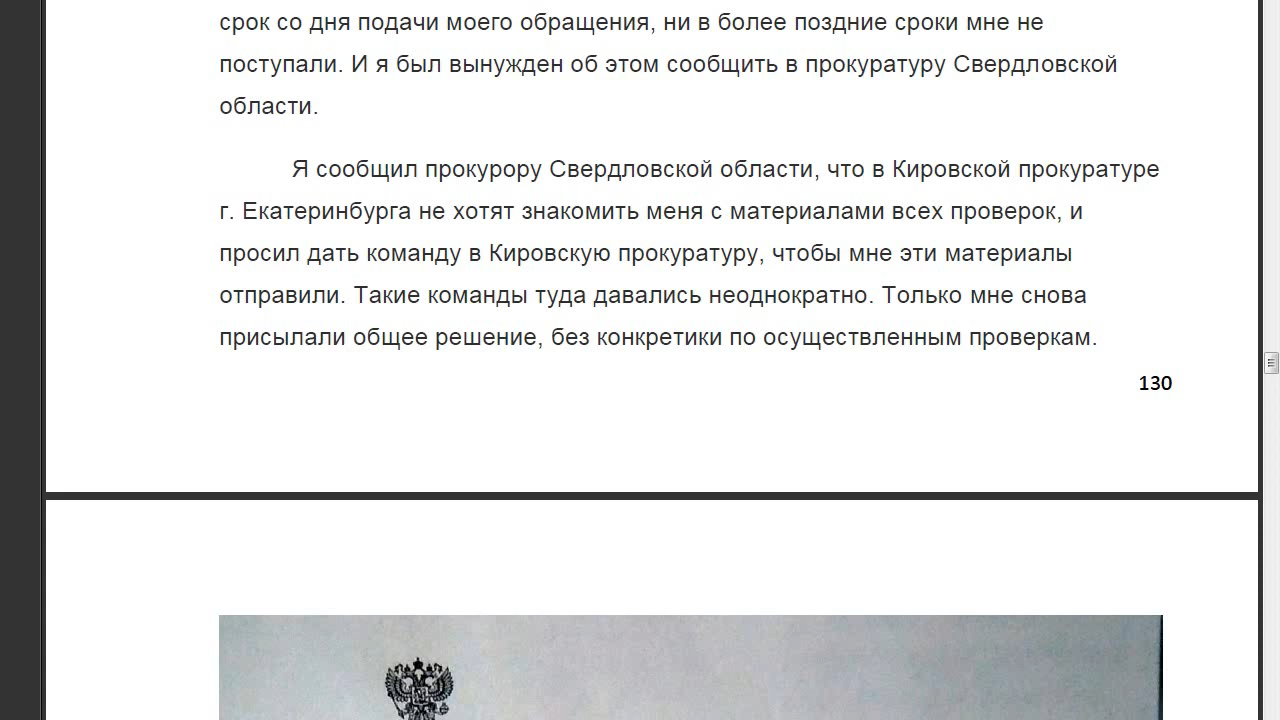 срок со дня подачи моего обращения, ни в более поздние сроки мне не
поступали. И я был вынужден об этом сообщить в прокуратуру Свердловской
области.
Я сообщил прокурору Свердловской области, что в Кировской прокуратуре
г. Екатеринбурга не хотят знакомить меня с материалами всех проверок, и
просил дать команду в Кировскую прокуратуру, чтобы мне эти материалы
отправили. Такие команды туда давались неоднократно. Только мне снова
присылали общее решение, без конкретики по осуществленным проверкам.
130